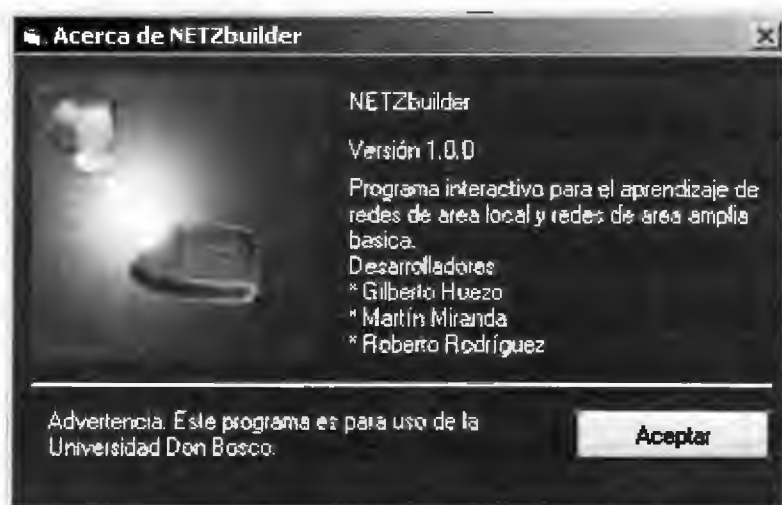 Acerca de NETZbuilder
NETZbuilder
Versión 1.0.0
Programa interactivo para el aprendizaje de
redes de area local y redes de area amplia
basica.
Desarrolladores
* Gilberto Huezo
* Martín Miranda
* Roberto Rodríguez
Advertencia. Este programa es para uso de la
Universidad Don Bosco.
Aceptar